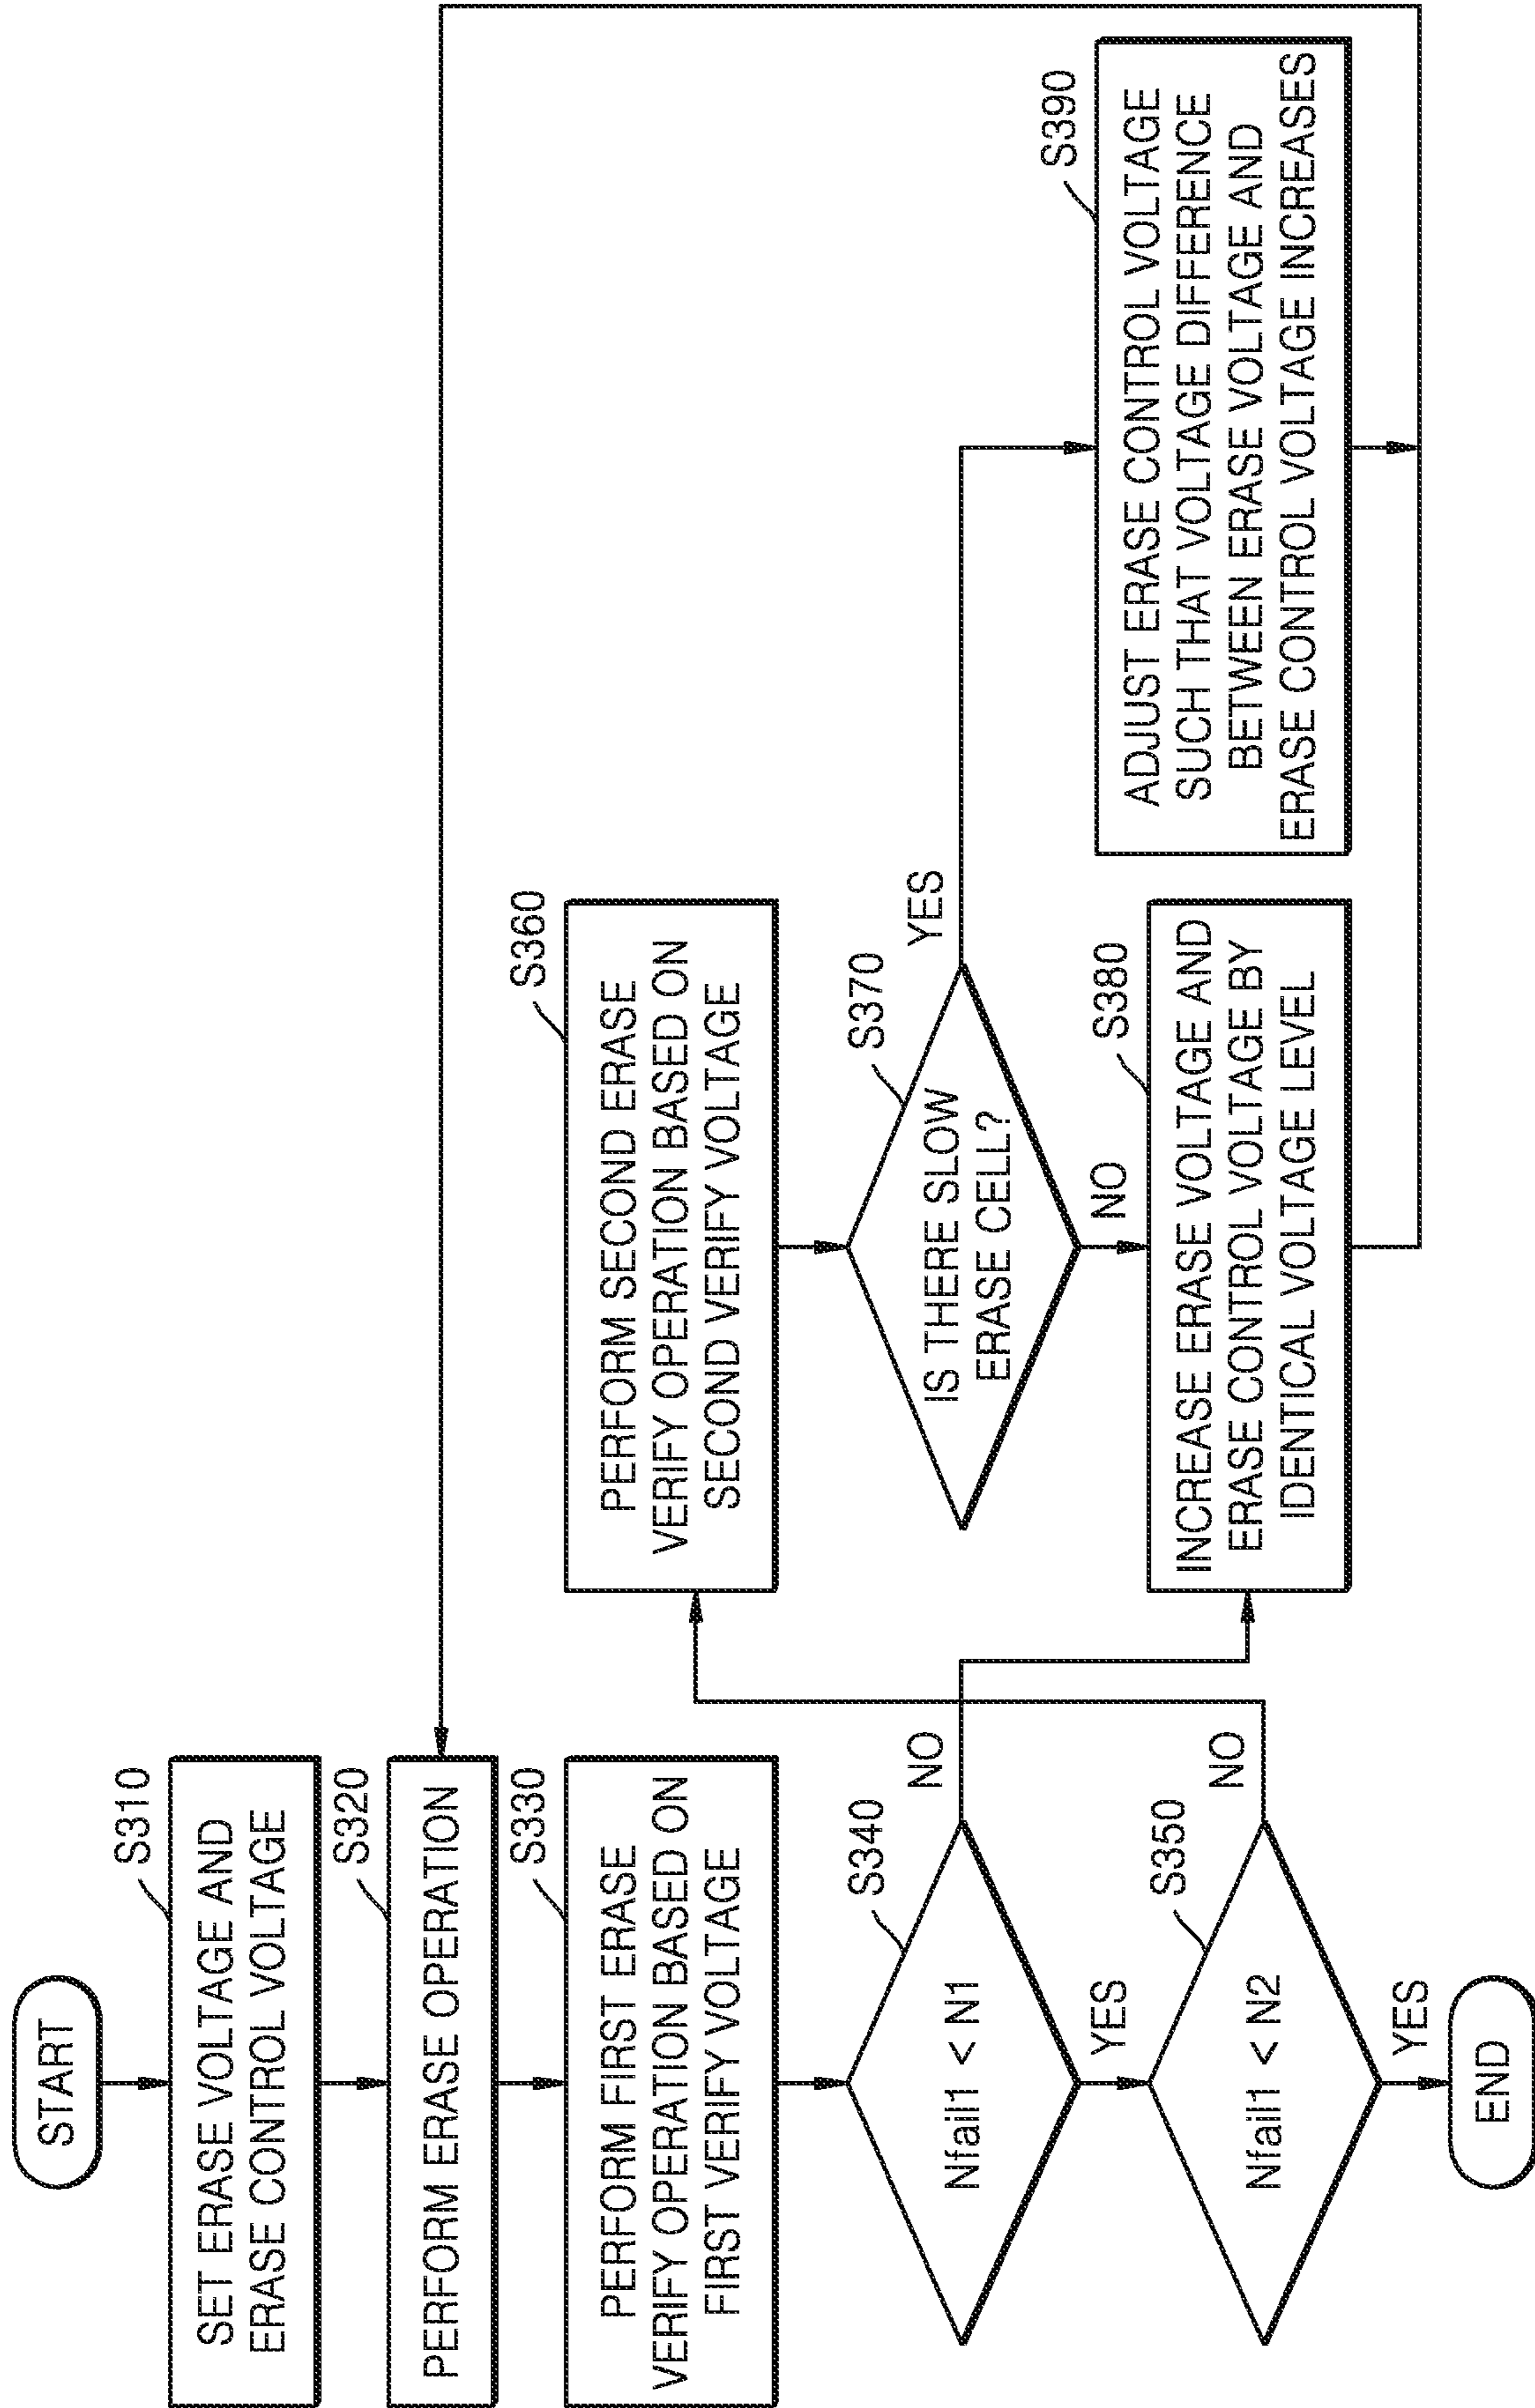 START
S310
SET ERASE VOLTAGE AND
ERASE CONTROL VOLTAGE
S320
PERFORM ERASE OPERATION
S330
PERFORM FIRST ERASE
VERIFY OPERATION BASED ON
FIRST VERIFY VOLTAGE
S340
Nfail1 < N1
NO
YES
S350
Nfail1 < N2
NO
YES
END
S360
PERFORM SECOND ERASE
VERIFY OPERATION BASED ON
SECOND VERIFY VOLTAGE
S370
IS THERE SLOW
ERASE CELL?
YES
NO
S380
INCREASE ERASE VOLTAGE AND
ERASE CONTROL VOLTAGE BY
IDENTICAL VOLTAGE LEVEL
S390
ADJUST ERASE CONTROL VOLTAGE
SUCH THAT VOLTAGE DIFFERENCE
BETWEEN ERASE VOLTAGE AND
ERASE CONTROL VOLTAGE INCREASES